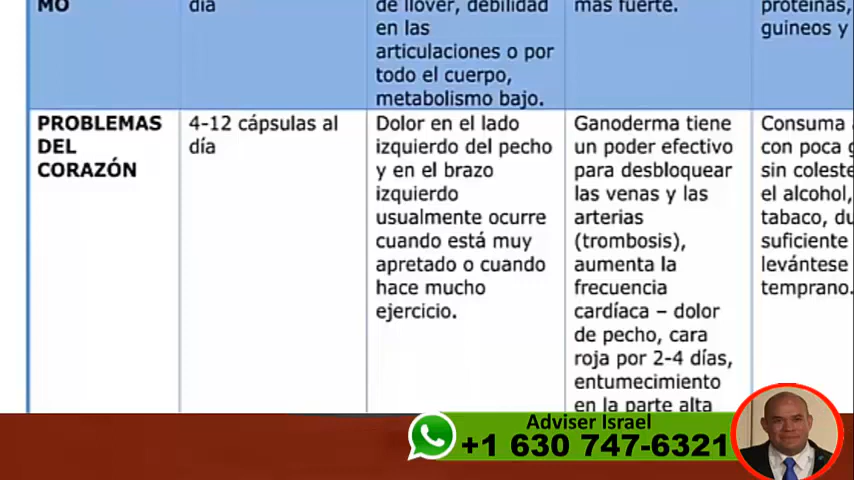 MO
día
de llover, debilidad
en las
articulaciones o por
todo el cuerpo,
metabolismo bajo.
más fuerte.
proteínas,
guineos y
PROBLEMAS
DEL
CORAZÓN
4-12 cápsulas al
día
Dolor en el lado
izquierdo del pecho
y en el brazo
izquierdo
usualmente ocurre
cuando está muy
apretado o cuando
hace mucho
ejercicio.
Ganoderma tiene
un poder efectivo
para desbloquear
las venas y las
arterias
(trombosis),
aumenta la
frecuencia
cardíaca – dolor
de pecho, cara
roja por 2-4 días,
entumecimiento
en la parte alta
Consuma
con poca
sin coleste
el alcohol,
tabaco, du
suficiente
levántese
temprano.
Adviser Israel
+1 630 747-6321